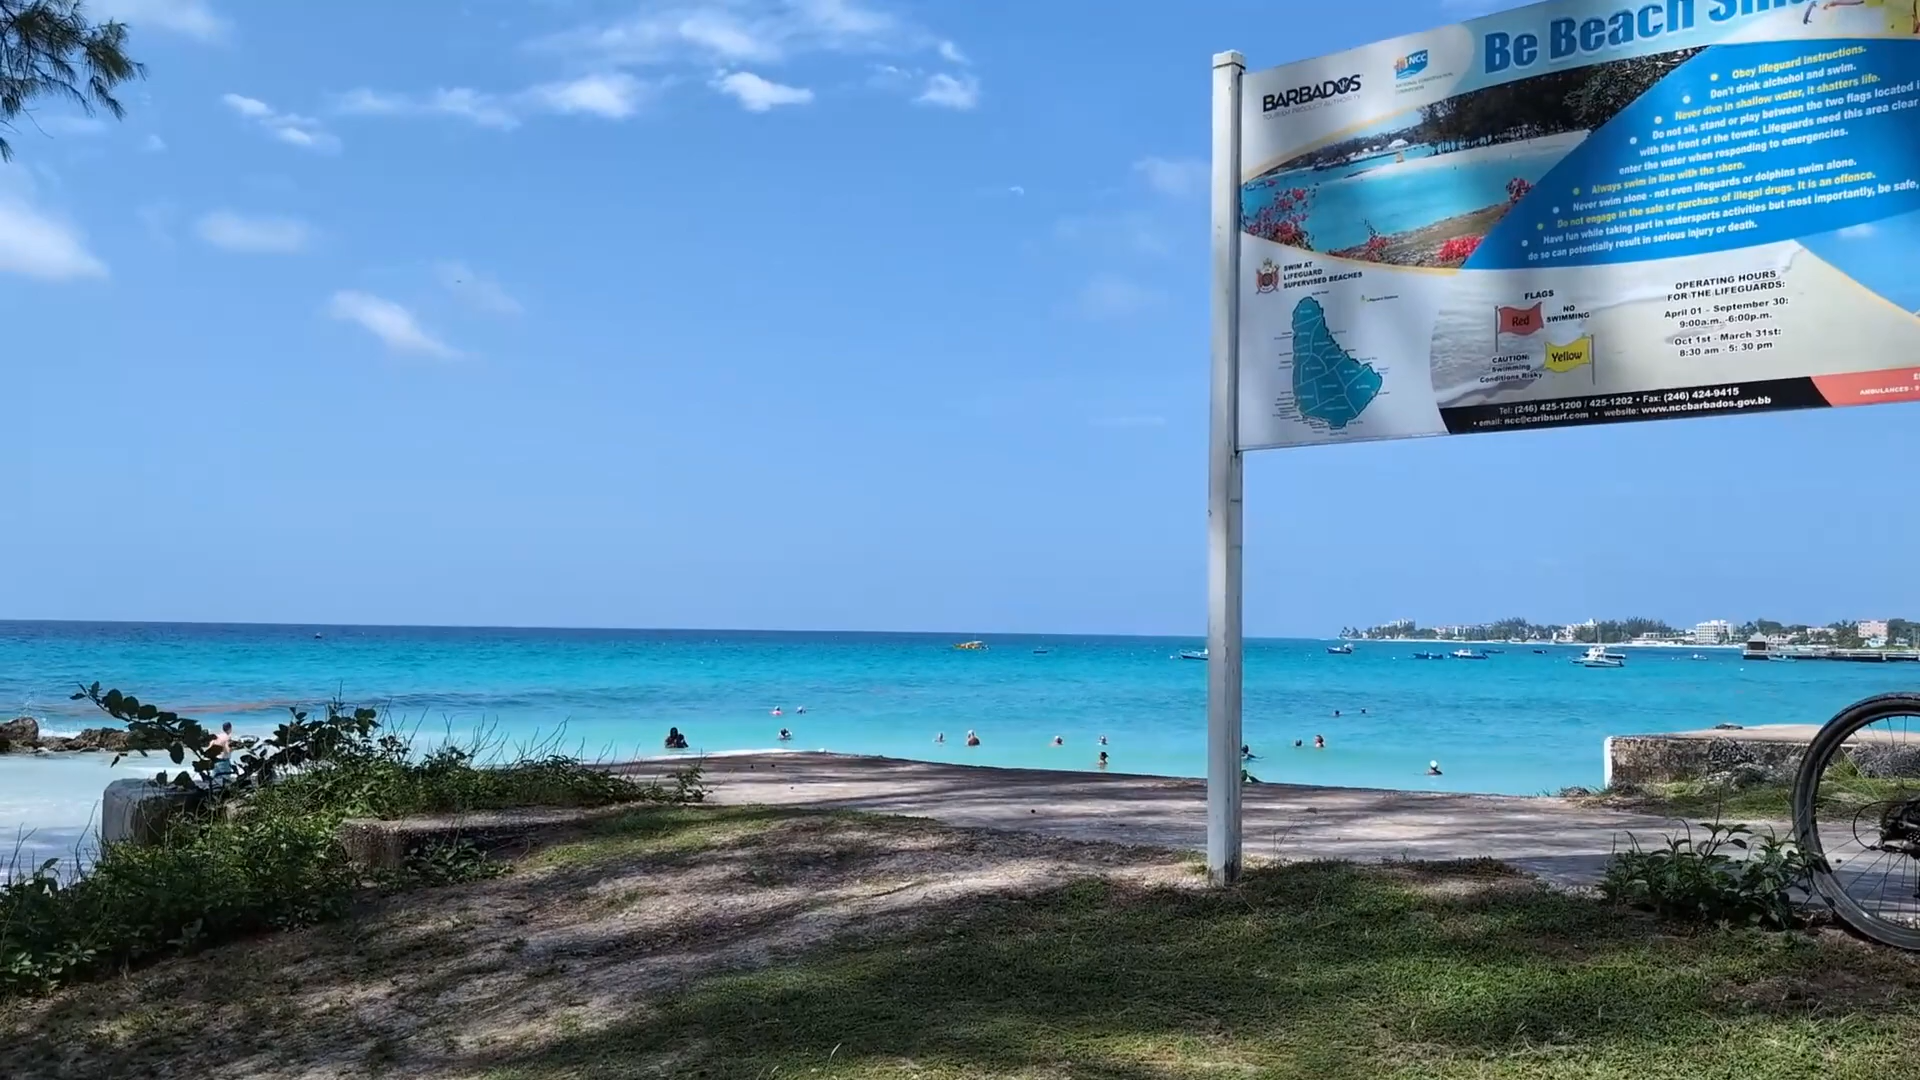 Be Beach
BARBADOS
TOURISM PRODUCT AUTHORITY
NCC
NATIONAL CONSERVATION
COMMISSION
Obey lifeguard instructions.
Don't drink alchohol and swim.
Never dive in shallow water, it shatters life.
Do not sit, stand or play between the two flags located
with the front of the tower. Lifeguards need this area clear
enter the water when responding to emergencies.
Always swim in line with the shore.
Never swim alone - not even lifeguards or dolphins swim alone.
Do not engage in the sale or purchase of illegal drugs. It is an offence.
Have fun while taking part in watersports activities but most importantly, be safe,
do so can potentially result in serious injury or death.
SWIM AT
LIFEGUARD
SUPERVISED BEACHES
FLAGS
Red
NO
SWIMMING
CAUTION:
Swimming
Conditions Risky
Yellow
OPERATING HOURS
FOR THE LIFEGUARDS:
April 01 - September 30:
9:00a.m. -6:00p.m.
Oct 1st - March 31st:
8:30 am - 5: 30 pm
Tel: (246) 425-1200 / 425-1202 • Fax: (246) 424-9415
• email: ncc@caribsurf.com • website: www.nccbarbados.gov.bb
AMBULANCES -